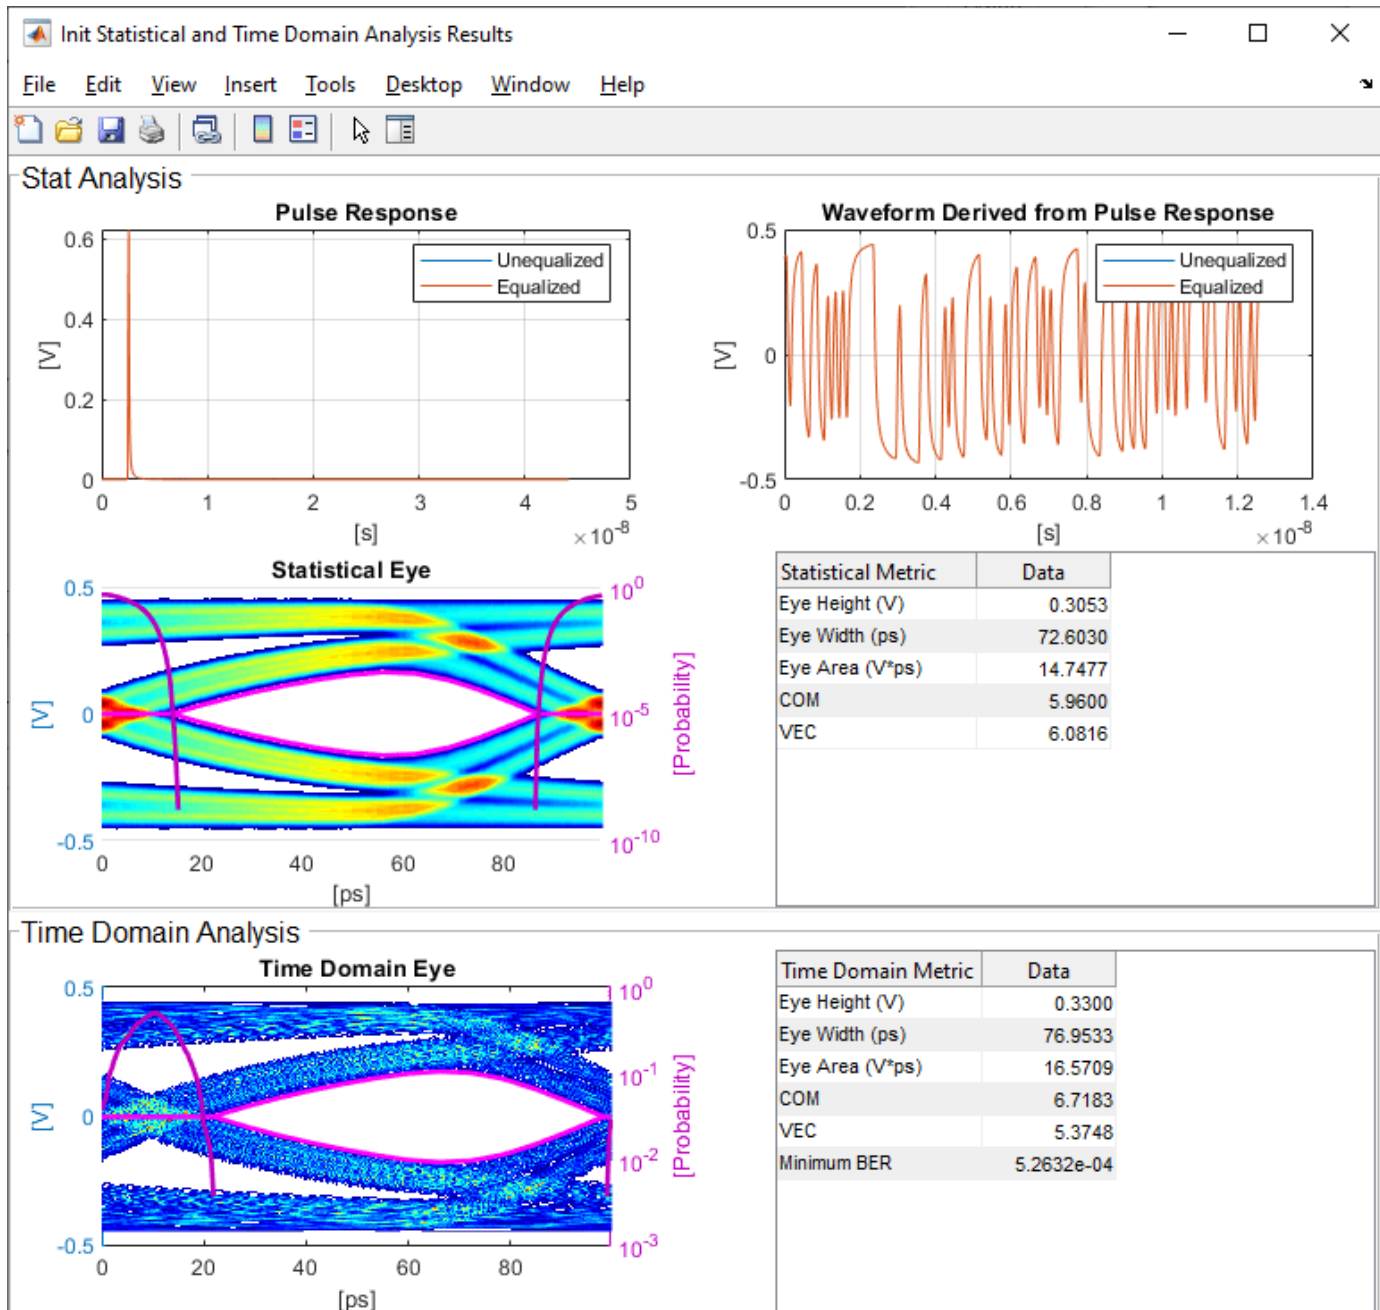 Init Statistical and Time Domain Analysis Results
File Edit View Insert Tools Desktop Window Help
Stat Analysis
Pulse Response
0.6
0.4
0.2
0
[V]
Unequalized
Equalized
0 1 2 3 4 5
[s]
×10-8
Waveform Derived from Pulse Response
0.5
0
-0.5
[V]
Unequalized
Equalized
0 0.2 0.4 0.6 0.8 1 1.2 1.4
[s]
×10-8
Statistical Eye
0.5
0
-0.5
[V]
10^0
10^-5
10^-10
[Probability]
0 20 40 60 80
[ps]
Statistical Metric Data
Eye Height (V) 0.3053
Eye Width (ps) 72.6030
Eye Area (V*ps) 14.7477
COM 5.9600
VEC 6.0816
Time Domain Analysis
Time Domain Eye
0.5
0
-0.5
[V]
10^0
10^-1
10^-2
10^-3
[Probability]
0 20 40 60 80
[ps]
Time Domain Metric Data
Eye Height (V) 0.3300
Eye Width (ps) 76.9533
Eye Area (V*ps) 16.5709
COM 6.7183
VEC 5.3748
Minimum BER 5.2632e-04